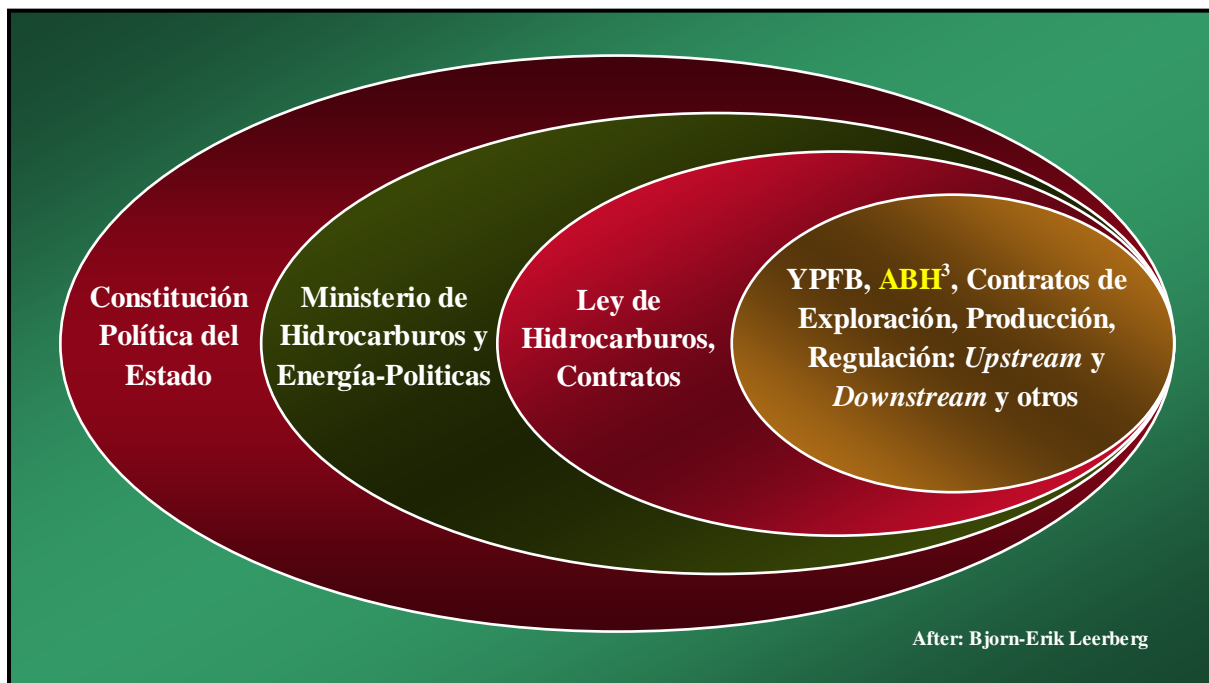 Constitución
Política del
Estado
Ministerio de
Hidrocarburos y
Energía-Politicas
Ley de
Hidrocarburos,
Contratos
YPFB, ABH³, Contratos de
Exploración, Producción,
Regulación: Upstream y
Downstream y otros
After: Bjorn-Erik Leerberg